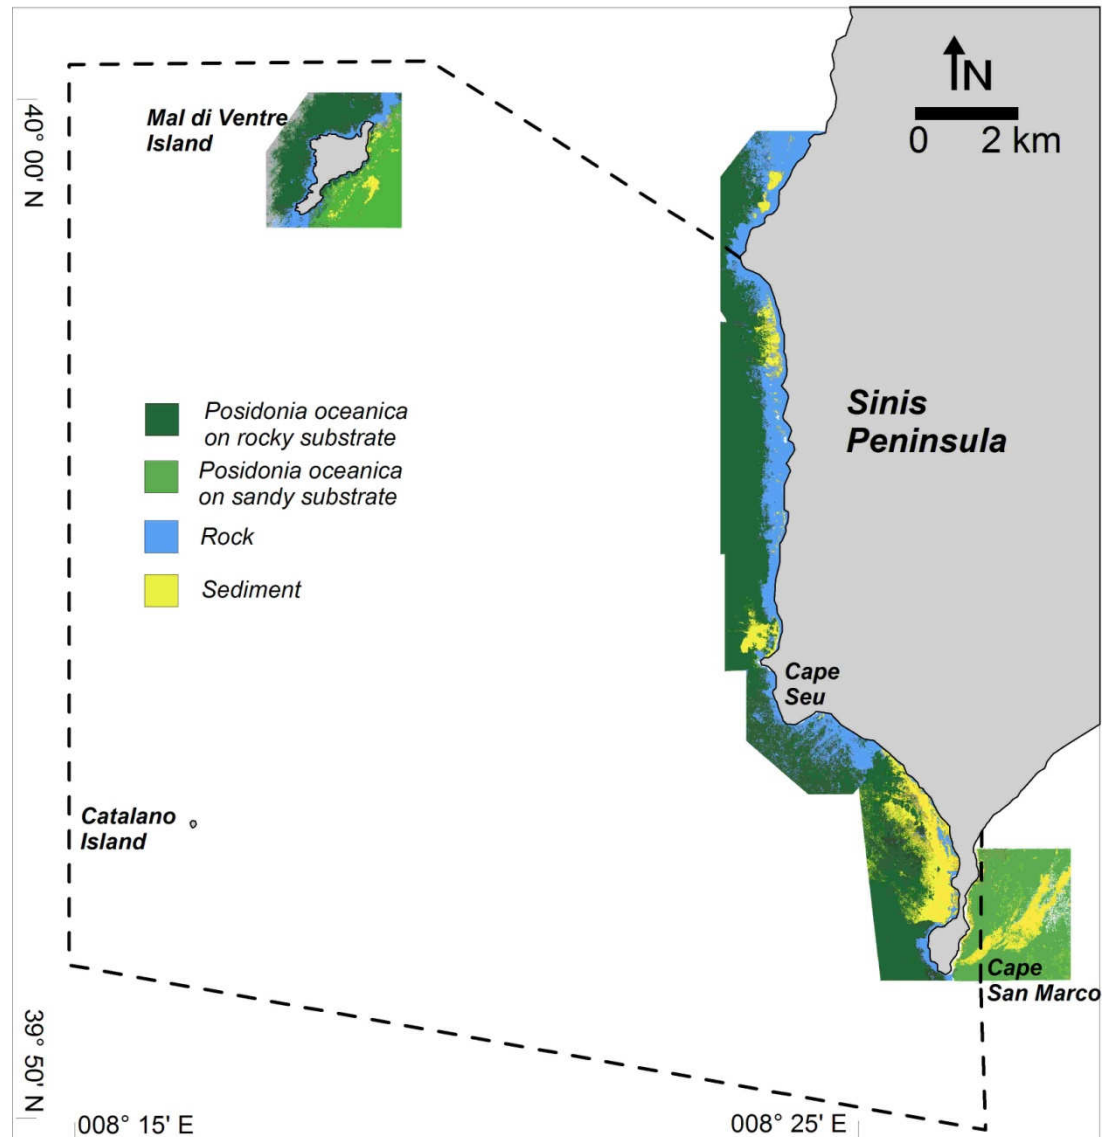 Mal di Ventre
Island
N
0 2 km
40° 00' N
Sinis
Peninsula
Posidonia oceanica
on rocky substrate
Posidonia oceanica
on sandy substrate
Rock
Sediment
Cape
Seu
Catalano
Island
Cape
San Marco
39° 50' N
008° 15' E
008° 25' E